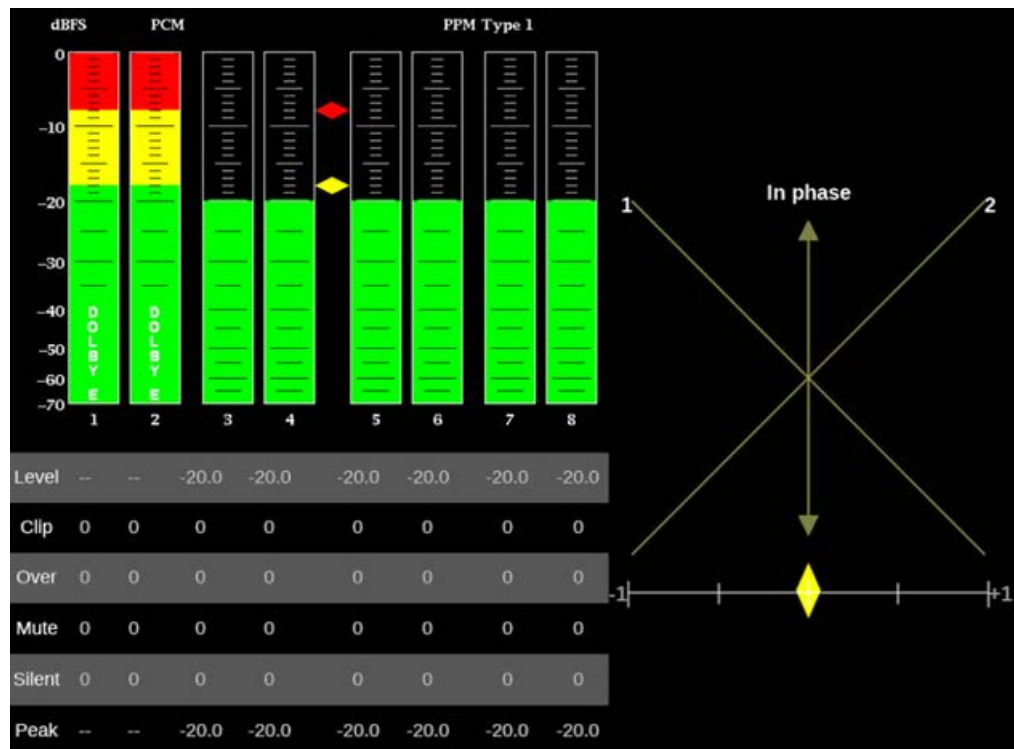 dBFS PCM PPM Type 1
0
-10
-20
-30
-40
-50
-60
-70
DOLBY E
DOLBY E
1 2 3 4 5 6 7 8
Level -- -- -20.0 -20.0 -20.0 -20.0 -20.0 -20.0
Clip 0 0 0 0 0 0 0 0
Over 0 0 0 0 0 0 0 0
Mute 0 0 0 0 0 0 0 0
Silent 0 0 0 0 0 0 0 0
Peak -- -- -20.0 -20.0 -20.0 -20.0 -20.0 -20.0
In phase
1 2
-1 +1